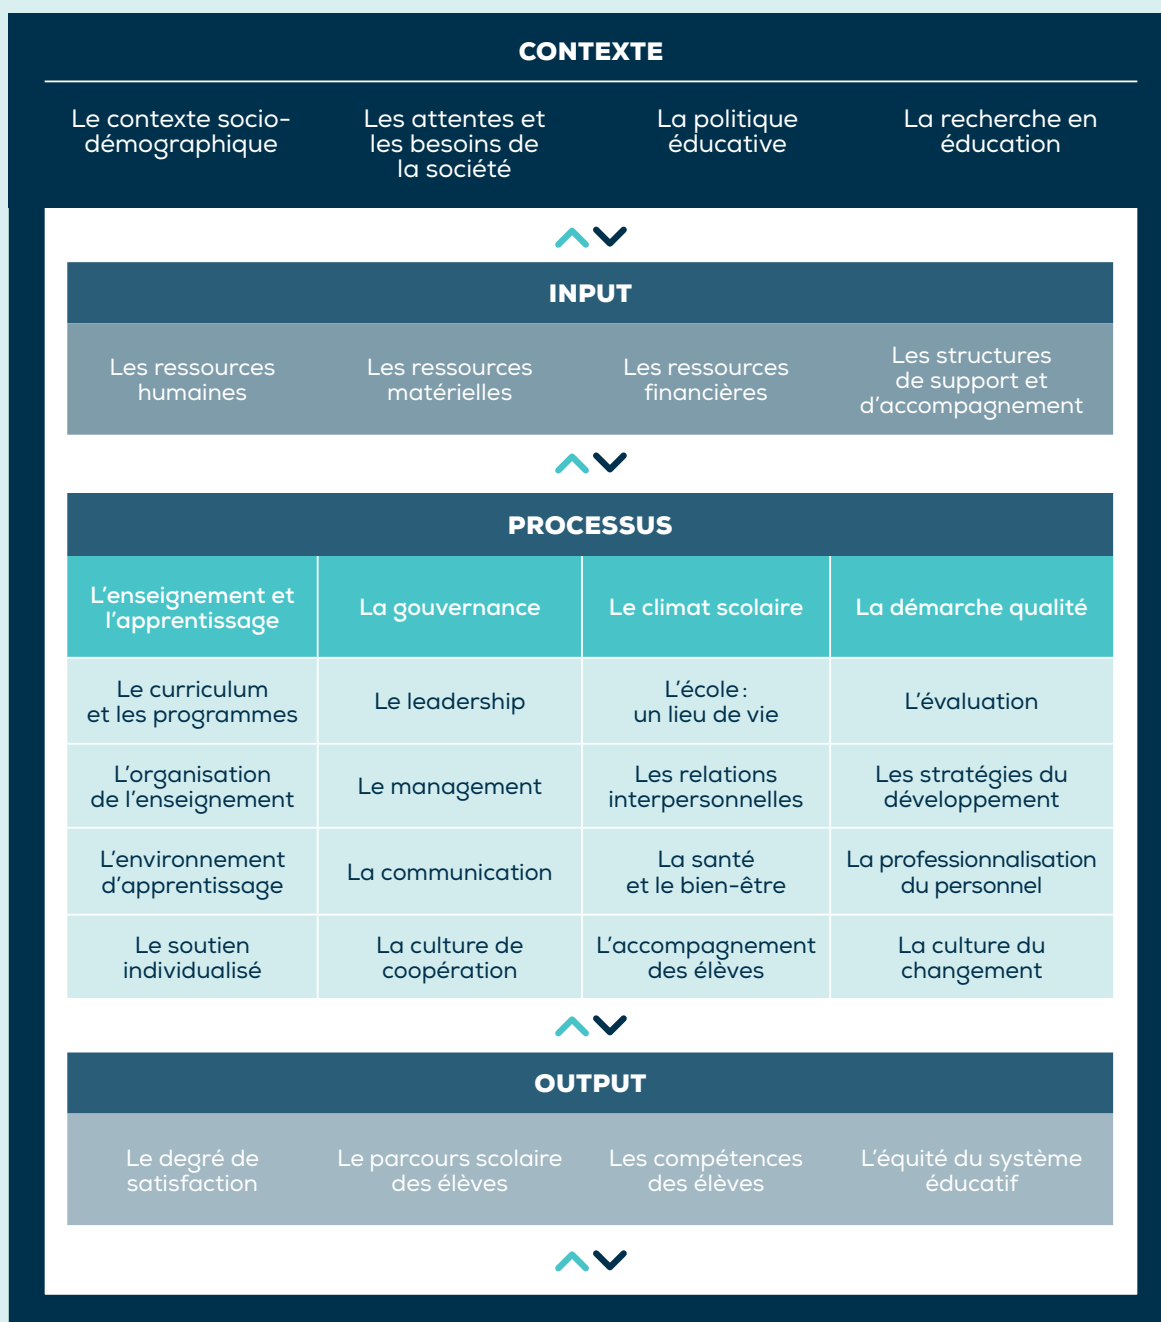 CONTEXTE
Le contexte socio-
démographique
Les attentes et
les besoins de
la société
La politique
éducative
La recherche en
éducation
INPUT
Les ressources
humaines
Les ressources
matérielles
Les ressources
financières
Les structures
de support et
d’accompagnement
PROCESSUS
L’enseignement et
l’apprentissage
La gouvernance
Le climat scolaire
La démarche qualité
Le curriculum
et les programmes
Le leadership
L’école :
un lieu de vie
L’évaluation
L’organisation
de l’enseignement
Le management
Les relations
interpersonnelles
Les stratégies du
développement
L’environnement
d’apprentissage
La communication
La santé
et le bien-être
La professionnalisation
du personnel
Le soutien
individualisé
La culture de
coopération
L’accompagnement
des élèves
La culture du
changement
OUTPUT
Le degré de
satisfaction
Le parcours scolaire
des élèves
Les compétences
des élèves
L’équité du système
éducatif